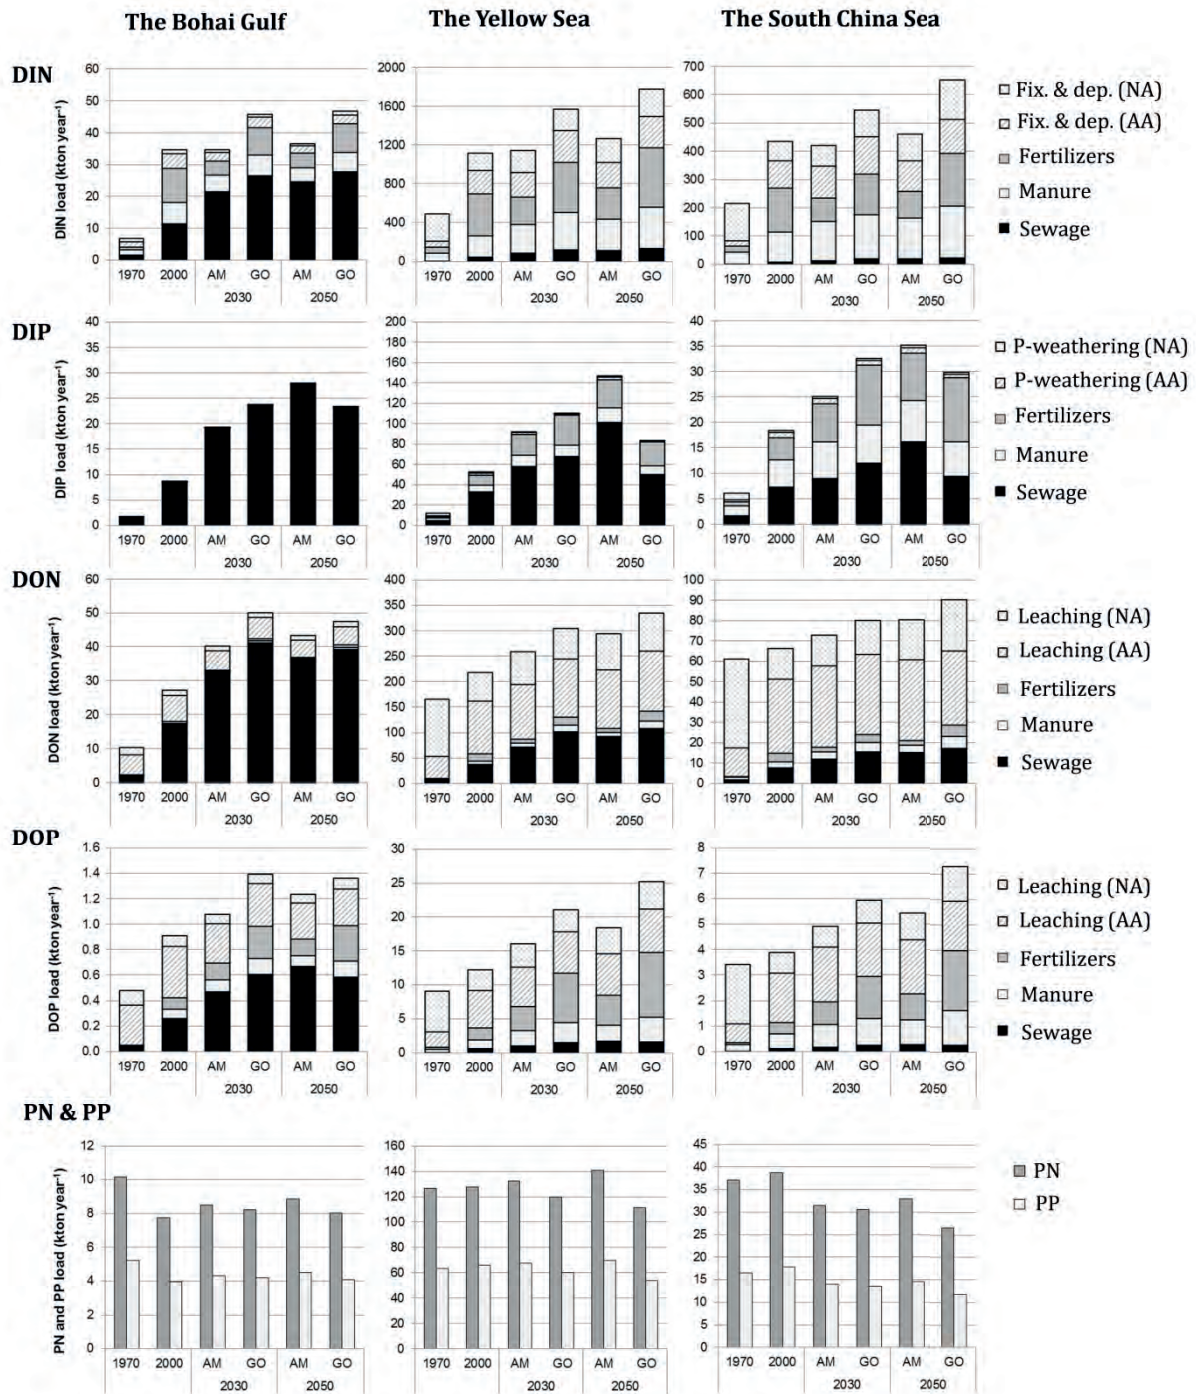 The Bohai Gulf
The Yellow Sea
The South China Sea
DIN
DIN load (kton year⁻¹)
60
50
40
30
20
10
0
1970 2000 AM GO AM GO
2030 2050
2000
1600
1200
800
400
0
1970 2000 AM GO AM GO
2030 2050
700
600
500
400
300
200
100
0
1970 2000 AM GO AM GO
2030 2050
Fix. & dep. (NA)
Fix. & dep. (AA)
Fertilizers
Manure
Sewage
DIP
DIP load (kton year⁻¹)
40
35
30
25
20
15
10
5
0
1970 2000 AM GO AM GO
2030 2050
200
180
160
140
120
100
80
60
40
20
0
1970 2000 AM GO AM GO
2030 2050
40
35
30
25
20
15
10
5
0
1970 2000 AM GO AM GO
2030 2050
P-weathering (NA)
P-weathering (AA)
Fertilizers
Manure
Sewage
DON
DON load (kton year⁻¹)
60
50
40
30
20
10
0
1970 2000 AM GO AM GO
2030 2050
400
350
300
250
200
150
100
50
0
1970 2000 AM GO AM GO
2030 2050
100
90
80
70
60
50
40
30
20
10
0
1970 2000 AM GO AM GO
2030 2050
Leaching (NA)
Leaching (AA)
Fertilizers
Manure
Sewage
DOP
DOP load (kton year⁻¹)
1.6
1.4
1.2
1.0
0.8
0.6
0.4
0.2
0.0
1970 2000 AM GO AM GO
2030 2050
30
25
20
15
10
5
0
1970 2000 AM GO AM GO
2030 2050
8
7
6
5
4
3
2
1
0
1970 2000 AM GO AM GO
2030 2050
Leaching (NA)
Leaching (AA)
Fertilizers
Manure
Sewage
PN & PP
PN and PP load (kton year⁻¹)
12
10
8
6
4
2
0
1970 2000 AM GO AM GO
2030 2050
160
140
120
100
80
60
40
20
0
1970 2000 AM GO AM GO
2030 2050
45
40
35
30
25
20
15
10
5
0
1970 2000 AM GO AM GO
2030 2050
PN
PP